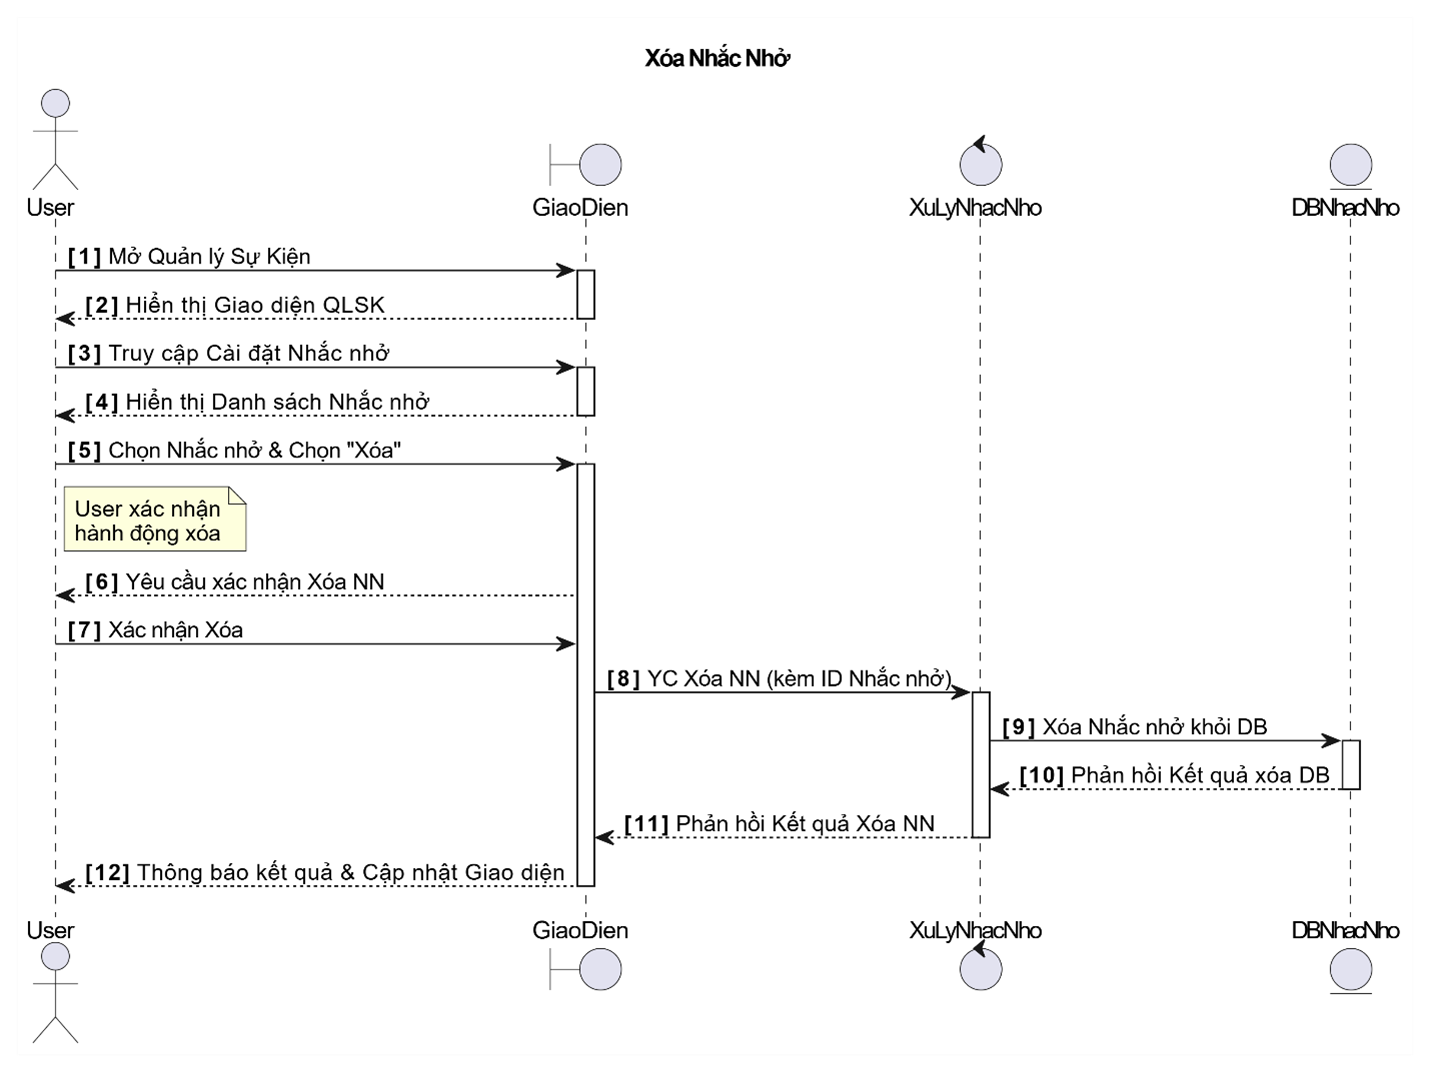 Xóa Nhắc Nhở
User
GiaoDien
XuLyNhacNho
DBNhacNho
[1] Mở Quản lý Sự Kiện
[2] Hiển thị Giao diện QLSK
[3] Truy cập Cài đặt Nhắc nhở
[4] Hiển thị Danh sách Nhắc nhở
[5] Chọn Nhắc nhở & Chọn "Xóa"
User xác nhận
hành động xóa
[6] Yêu cầu xác nhận Xóa NN
[7] Xác nhận Xóa
[8] YC Xóa NN (kèm ID Nhắc nhở)
[9] Xóa Nhắc nhở khỏi DB
[10] Phản hồi Kết quả xóa DB
[11] Phản hồi Kết quả Xóa NN
[12] Thông báo kết quả & Cập nhật Giao diện
User
GiaoDien
XuLyNhacNho
DBNhacNho